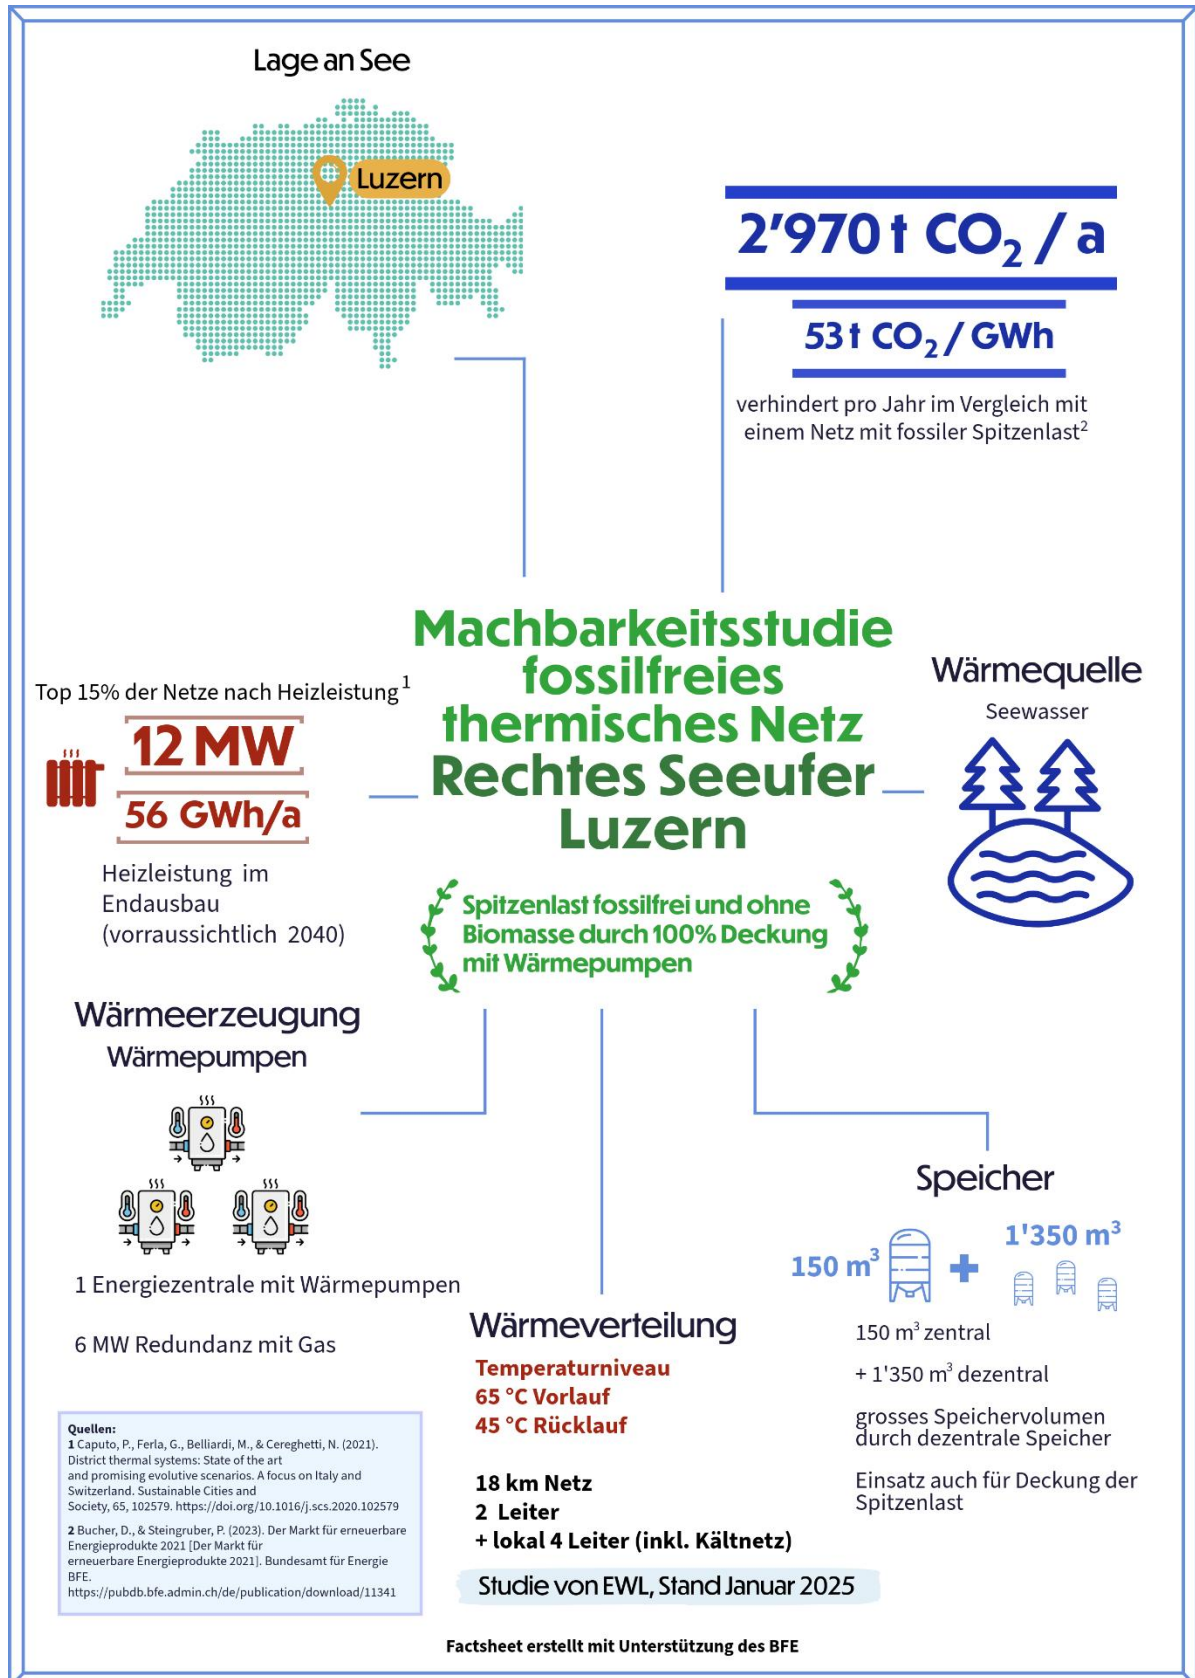 Lage an See
Luzern
2'970 t CO₂ / a
53 t CO₂ / GWh
verhindert pro Jahr im Vergleich mit
einem Netz mit fossiler Spitzenlast²
Machbarkeitsstudie
fossilfreies
thermisches Netz
Rechtes Seeufer
Luzern
Spitzenlast fossilfrei und ohne
Biomasse durch 100% Deckung
mit Wärmepumpen
Top 15% der Netze nach Heizleistung¹
12 MW
56 GWh/a
Heizleistung im
Endausbau
(vorraussichtlich 2040)
Wärmequelle
Seewasser
Wärmeerzeugung
Wärmepumpen
1 Energiezentrale mit Wärmepumpen
6 MW Redundanz mit Gas
Wärmeverteilung
Temperaturniveau
65 °C Vorlauf
45 °C Rücklauf
18 km Netz
2 Leiter
+ lokal 4 Leiter (inkl. Kältnetz)
Speicher
150 m³
1'350 m³
150 m³ zentral
+ 1'350 m³ dezentral
grosses Speichervolumen
durch dezentrale Speicher
Einsatz auch für Deckung der
Spitzenlast
Quellen:
1 Caputo, P., Ferla, G., Belliardi, M., & Cereghetti, N. (2021).
District thermal systems: State of the art
and promising evolutive scenarios. A focus on Italy and
Switzerland. Sustainable Cities and
Society, 65, 102579. https://doi.org/10.1016/j.scs.2020.102579
2 Bucher, D., & Steingruber, P. (2023). Der Markt für erneuerbare
Energieprodukte 2021 [Der Markt für
erneuerbare Energieprodukte 2021]. Bundesamt für Energie
BFE.
https://pubdb.bfe.admin.ch/de/publication/download/11341
Studie von EWL, Stand Januar 2025
Factsheet erstellt mit Unterstützung des BFE